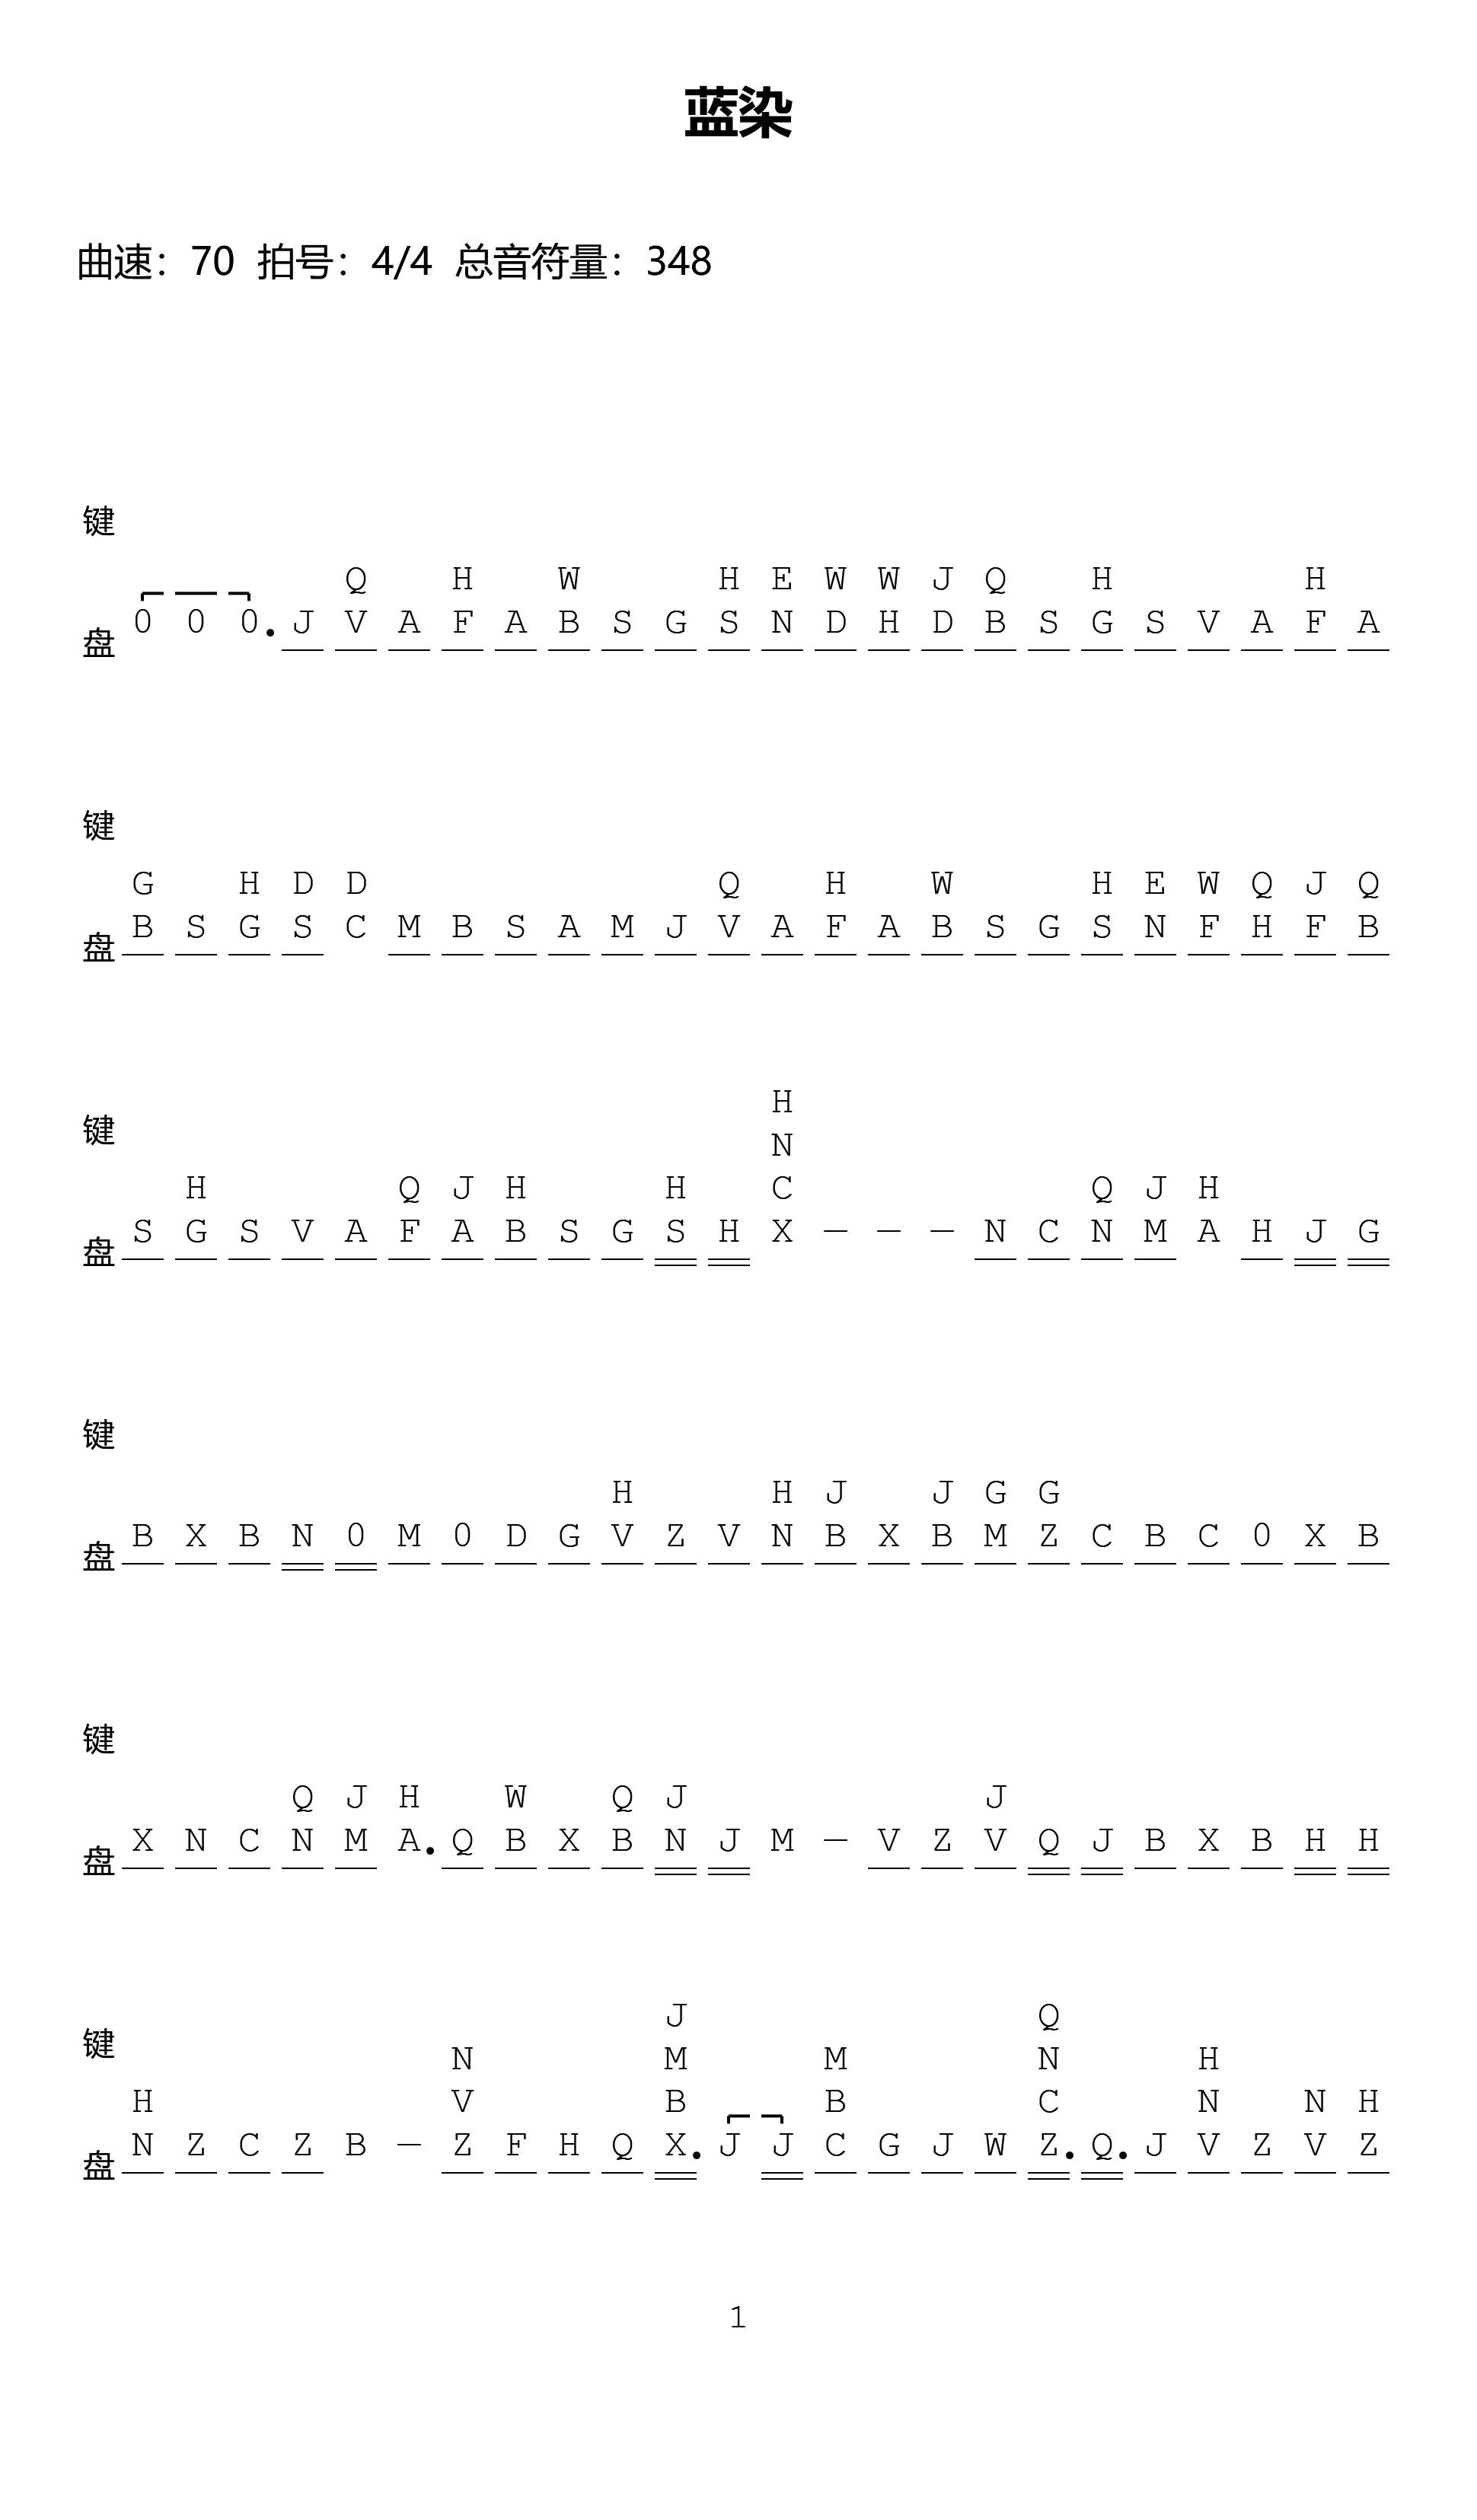 蓝染
曲速：70 拍号：4/4 总音符量：348
键
Q H W H E W W J Q H H
盘 0 0 0. J V A F A B S G S N D H D B S G S V A F A
键
G H D D Q H W H E W Q J Q
盘 B S G S C M B S A M J V A F A B S G S N F H F B
H
键
N
H Q J H H C Q J H
盘 S G S V A F A B S G S H X — — — N C N M A H J G
键
H H J J G G
盘 B X B N 0 M 0 D G V Z V N B X B M Z C B C 0 X B
键
Q J H W Q J J
盘 X N C N M A. Q B X B N J M — V Z V Q J B X B H H
J Q
键
N M M N H
H V B B C N N H
盘 N Z C Z B — Z F H Q X. J J C G J W Z. Q. J V Z V Z
1